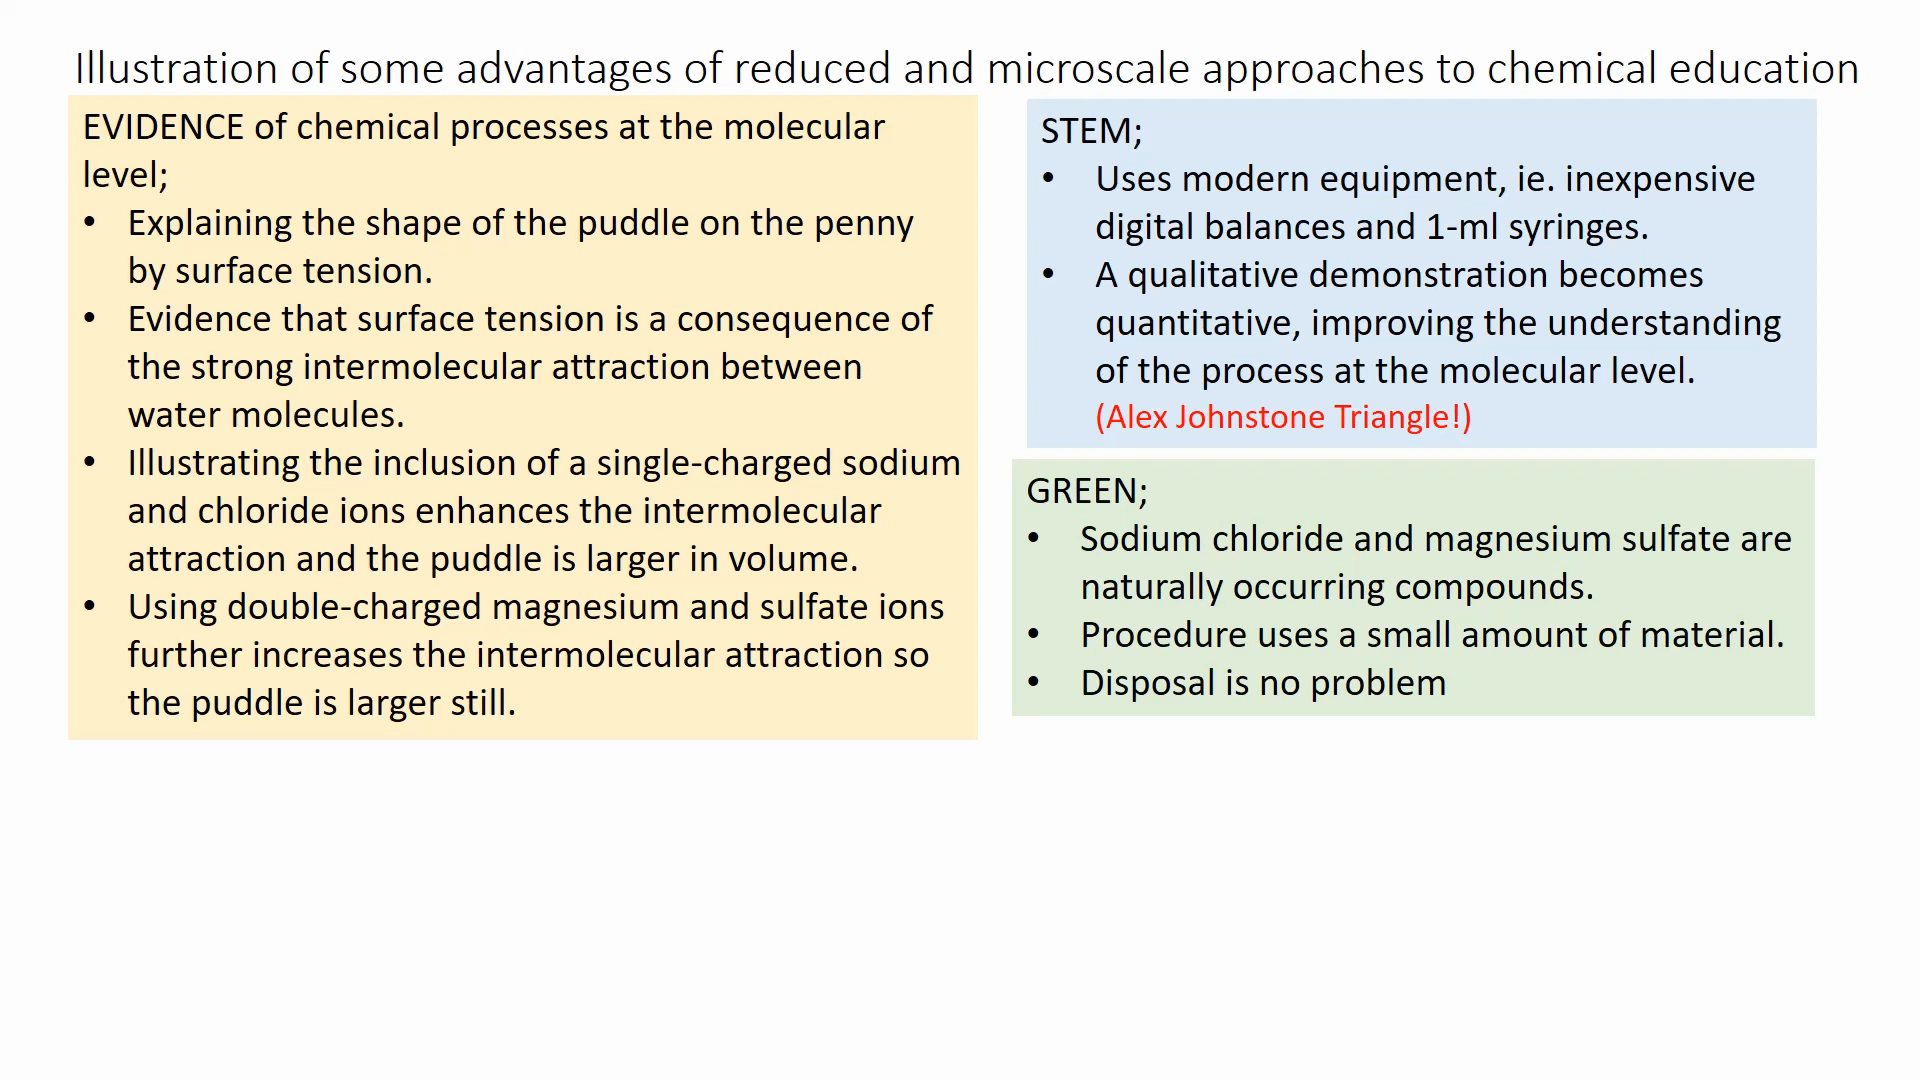 Illustration of some advantages of reduced and microscale approaches to chemical education
EVIDENCE of chemical processes at the molecular
level;
• Explaining the shape of the puddle on the penny
by surface tension.
• Evidence that surface tension is a consequence of
the strong intermolecular attraction between
water molecules.
• Illustrating the inclusion of a single-charged sodium
and chloride ions enhances the intermolecular
attraction and the puddle is larger in volume.
• Using double-charged magnesium and sulfate ions
further increases the intermolecular attraction so
the puddle is larger still.
STEM;
• Uses modern equipment, ie. inexpensive
digital balances and 1-ml syringes.
• A qualitative demonstration becomes
quantitative, improving the understanding
of the process at the molecular level.
(Alex Johnstone Triangle!)
GREEN;
• Sodium chloride and magnesium sulfate are
naturally occurring compounds.
• Procedure uses a small amount of material.
• Disposal is no problem